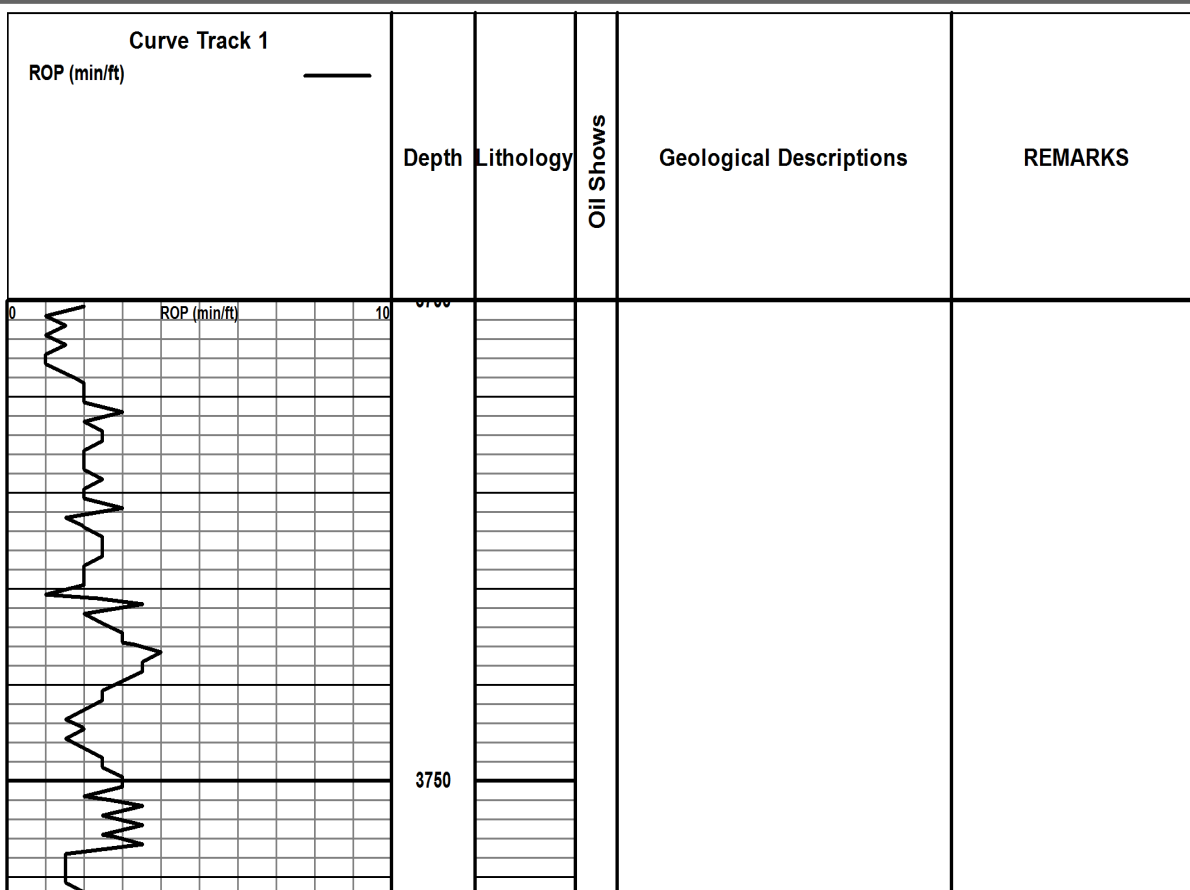 Curve Track 1
ROP (min/ft)
Depth
Lithology
Oil Shows
Geological Descriptions
REMARKS
0 ROP (min/ft) 10
3750